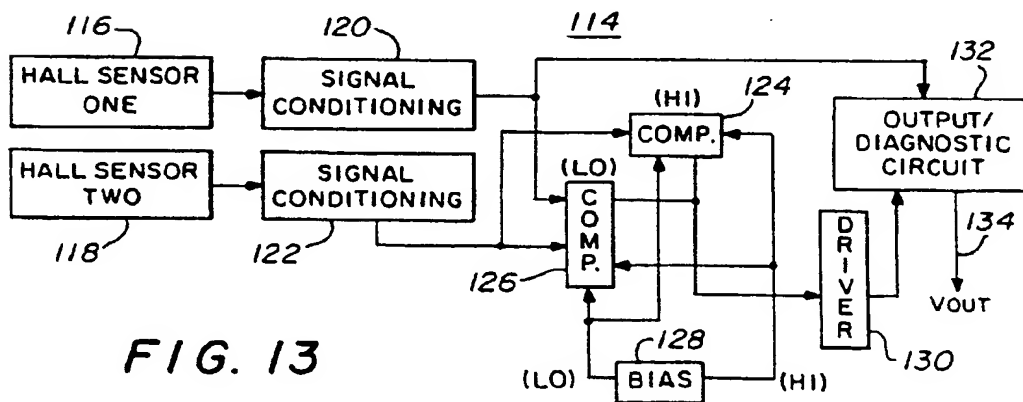 116
120
114
HALL SENSOR
ONE
SIGNAL
CONDITIONING
132
(HI)
124
COMP.
OUTPUT/
DIAGNOSTIC
CIRCUIT
HALL SENSOR
TWO
SIGNAL
CONDITIONING
(LO)
COMP.
118
122
126
DRIVER
134
VOUT
130
FIG. 13
128
(LO)
BIAS
(HI)